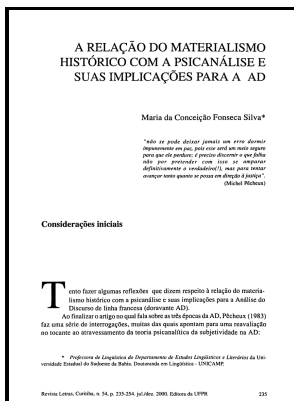 A RELAÇÃO DO MATERIALISMO
HISTÓRICO COM A PSICANÁLISE E
SUAS IMPLICAÇÕES PARA A AD
Maria da Conceição Fonseca Silva*
"não se pode deixar jamais um erro dormir
impunemente em paz, pois esse será um meio seguro
para que ele perdure; é preciso discernir o que falha
não por pretender com isso se amparar
definitivamente o verdadeiro(!), mas para tentar
avançar tanto quanto se possa em direção à justiça".
(Michel Pêcheux)
Considerações iniciais
Tento fazer algumas reflexões que dizem respeito à relação do materia-
lismo histórico com a psicanálise e suas implicações para a Análise do
Discurso de linha francesa (doravante AD).
Ao finalizar o artigo no qual fala sobre as três épocas da AD, Pêcheux (1983)
faz uma série de interrogações, muitas das quais apontam para uma reavaliação
no tocante ao atravessamento da teoria psicanalítica da subjetividade na AD:
* Professora de Lingüística do Departamento de Estudos Lingüísticos e Literários da Uni-
versidade Estadual do Sudoeste da Bahia. Doutoranda em Lingüística - UNICAMP.
Revista Letras, Curitiba, n. 54, p. 235-254. jul./dez. 2000. Editora da UFPR
235